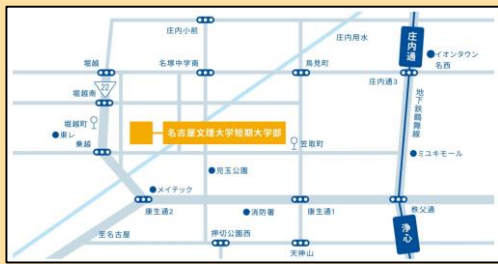 庄内小前
庄内用水
庄内通
イオンタウン
名西
堀越
名塚中学南
鳥見町
庄内通3
22
堀越南
地下鉄鶴舞線
堀越町
東レ
乗越
名古屋文理大学短期大学部
笠取町
ミユキモール
児玉公園
メイテック
康生通2
消防署
康生通1
秩父通
至名古屋
押切公園西
天神山
浄心